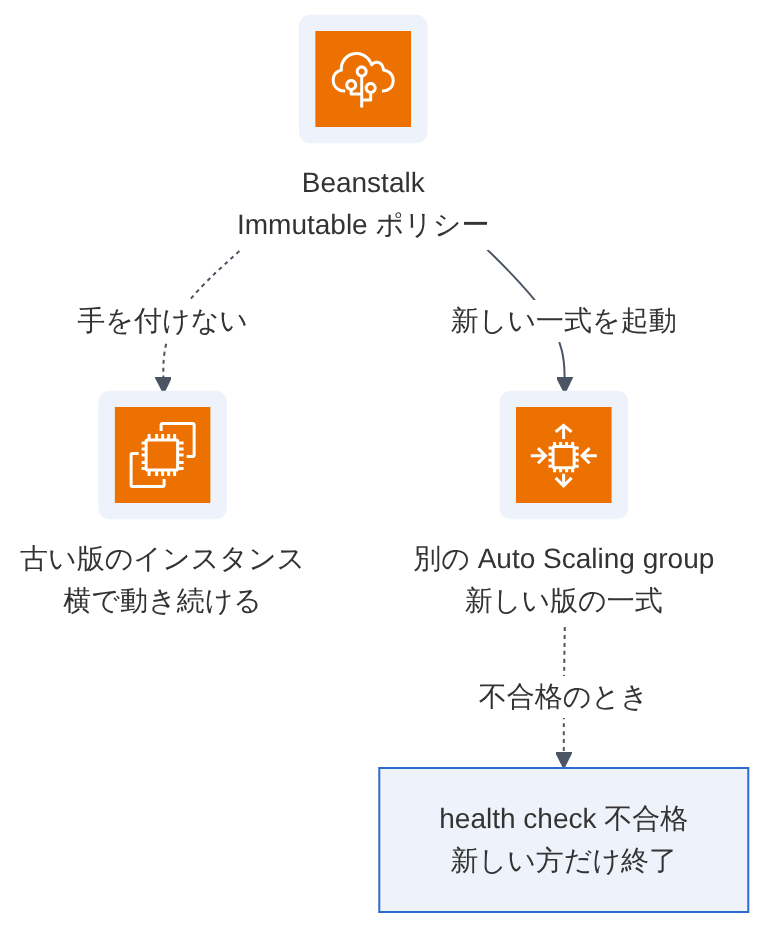 Beanstalk
Immutable ポリシー
手を付けない
新しい一式を起動
古い版のインスタンス
横で動き続ける
別の Auto Scaling group
新しい版の一式
不合格のとき
health check 不合格
新しい方だけ終了